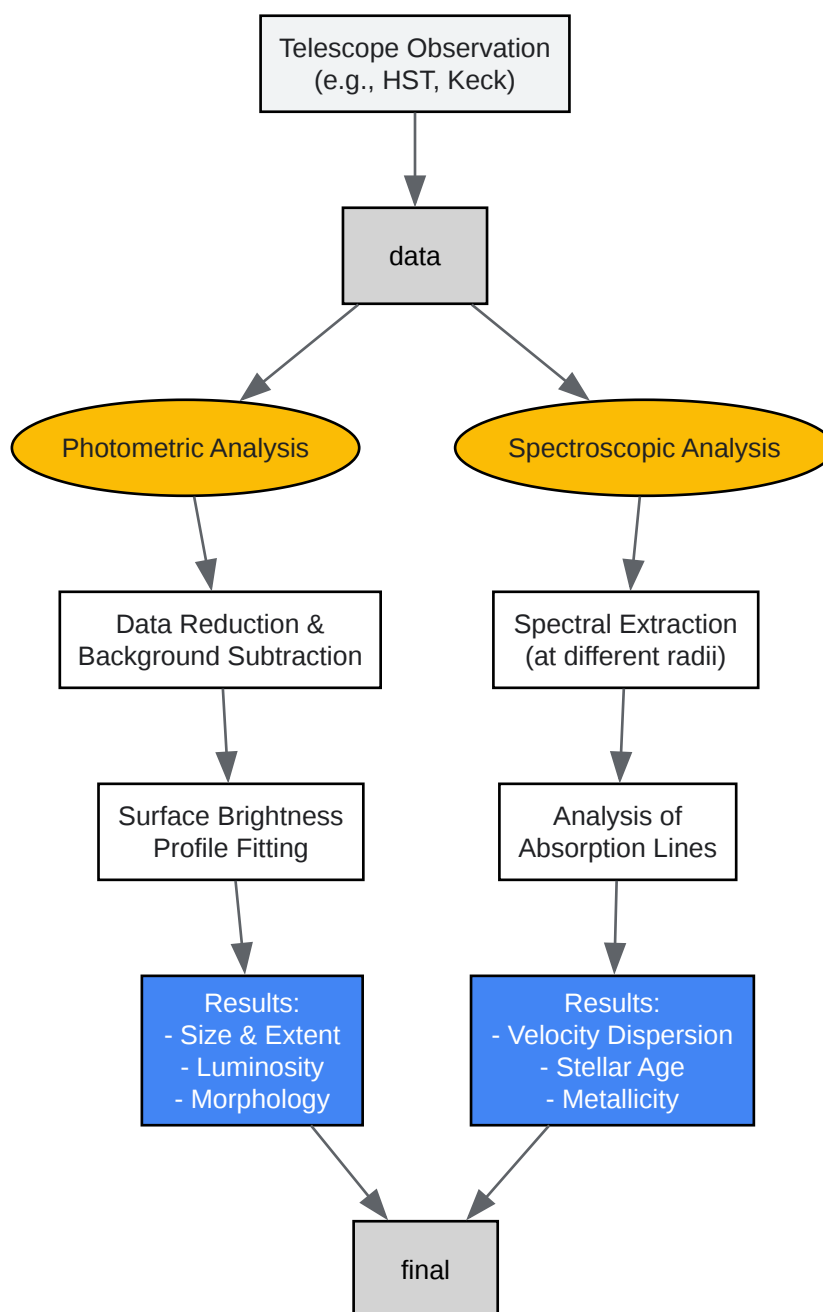 Telescope Observation
(e.g., HST, Keck)
data
Photometric Analysis
Spectroscopic Analysis
Data Reduction &
Background Subtraction
Spectral Extraction
(at different radii)
Surface Brightness
Profile Fitting
Analysis of
Absorption Lines
Results:
- Size & Extent
- Luminosity
- Morphology
Results:
- Velocity Dispersion
- Stellar Age
- Metallicity
final